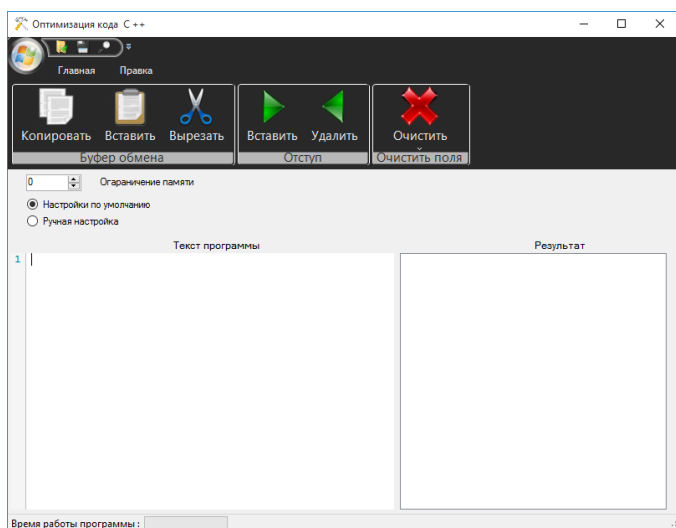 Оптимизация кода C ++
Главная Правка
Копировать Вставить Вырезать Вставить Удалить Очистить
Буфер обмена Отступ Очистить поля
0 Ограраничение памяти
Настройки по умолчанию
Ручная настройка
Текст программы Результат
1
Время работы программы :